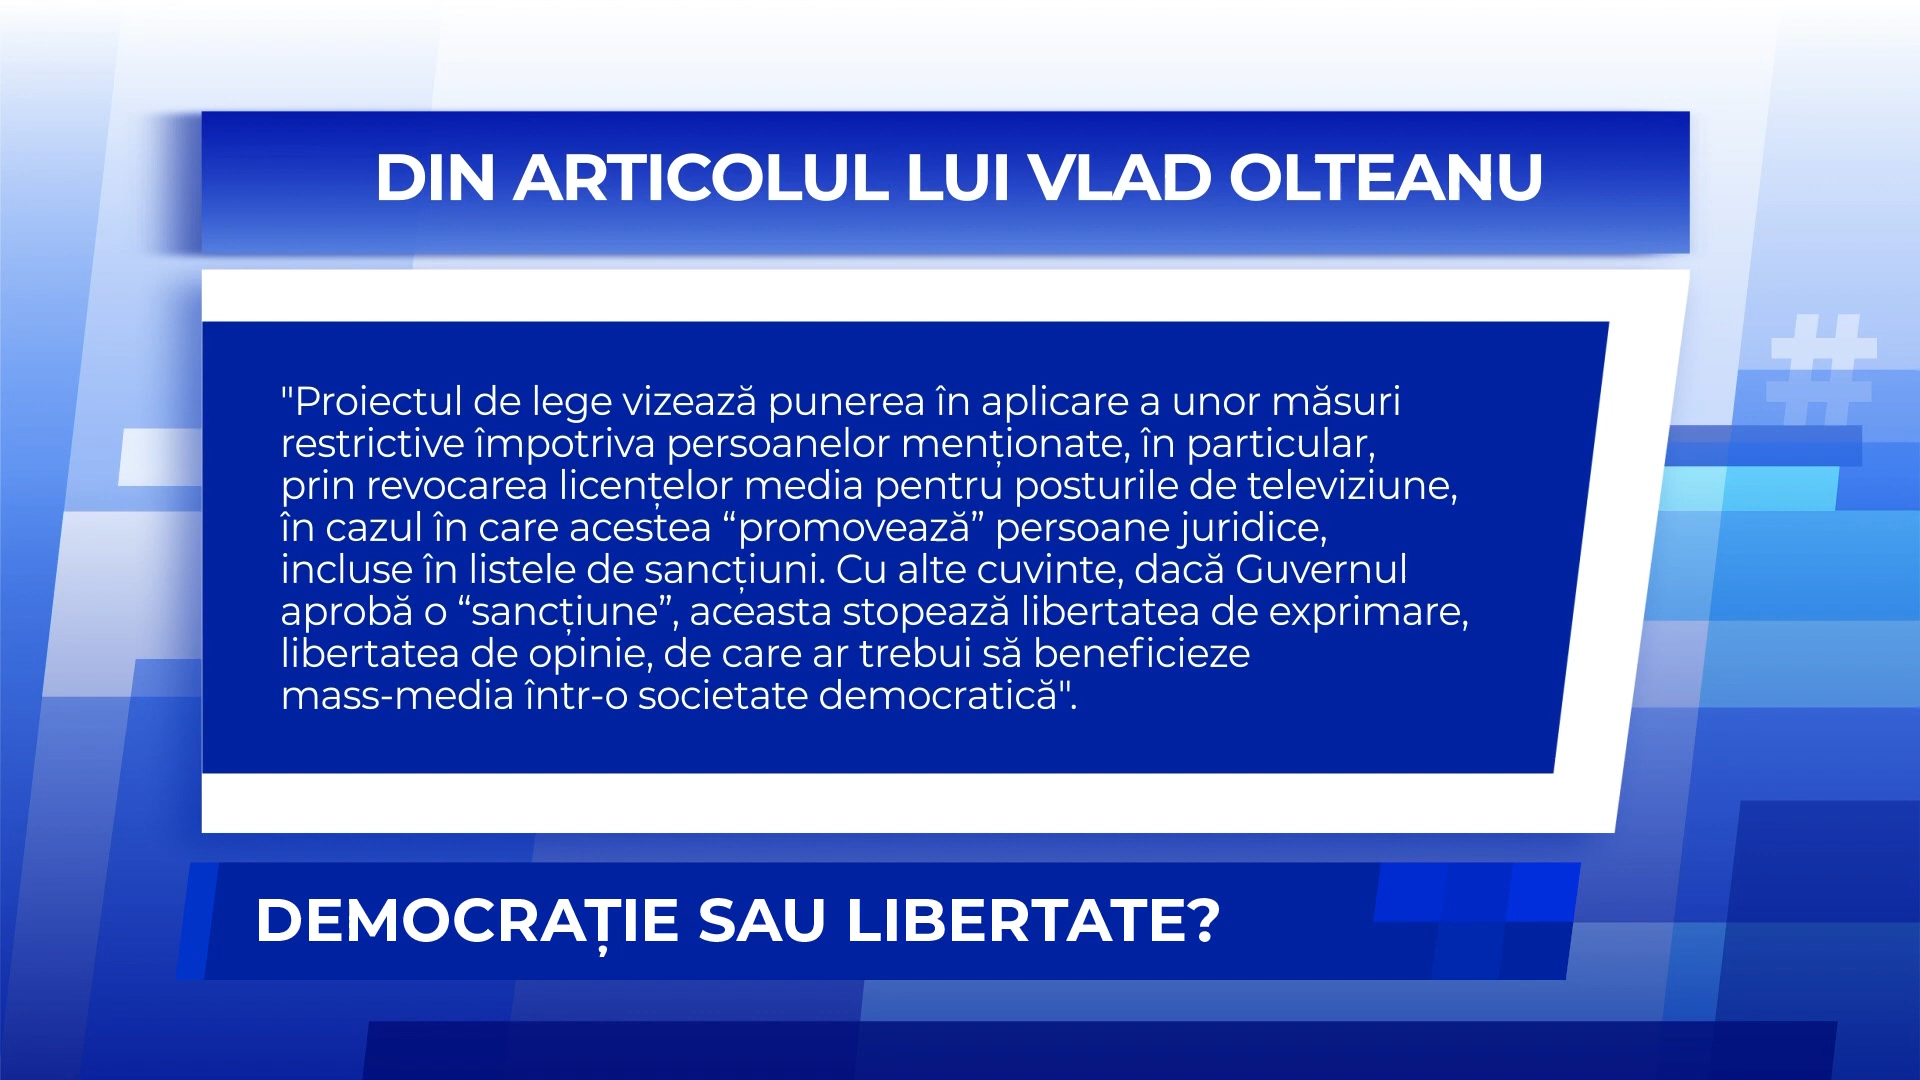 DIN ARTICOLUL LUI VLAD OLTEANU
"Proiectul de lege vizează punerea în aplicare a unor măsuri
restrictive împotriva persoanelor menționate, în particular,
prin revocarea licențelor media pentru posturile de televiziune,
în cazul în care acestea “promovează” persoane juridice,
incluse în listele de sancțiuni. Cu alte cuvinte, dacă Guvernul
aprobă o “sancțiune”, aceasta stopează libertatea de exprimare,
libertatea de opinie, de care ar trebui să beneficieze
mass-media într-o societate democratică".
#
DEMOCRAȚIE SAU LIBERTATE?